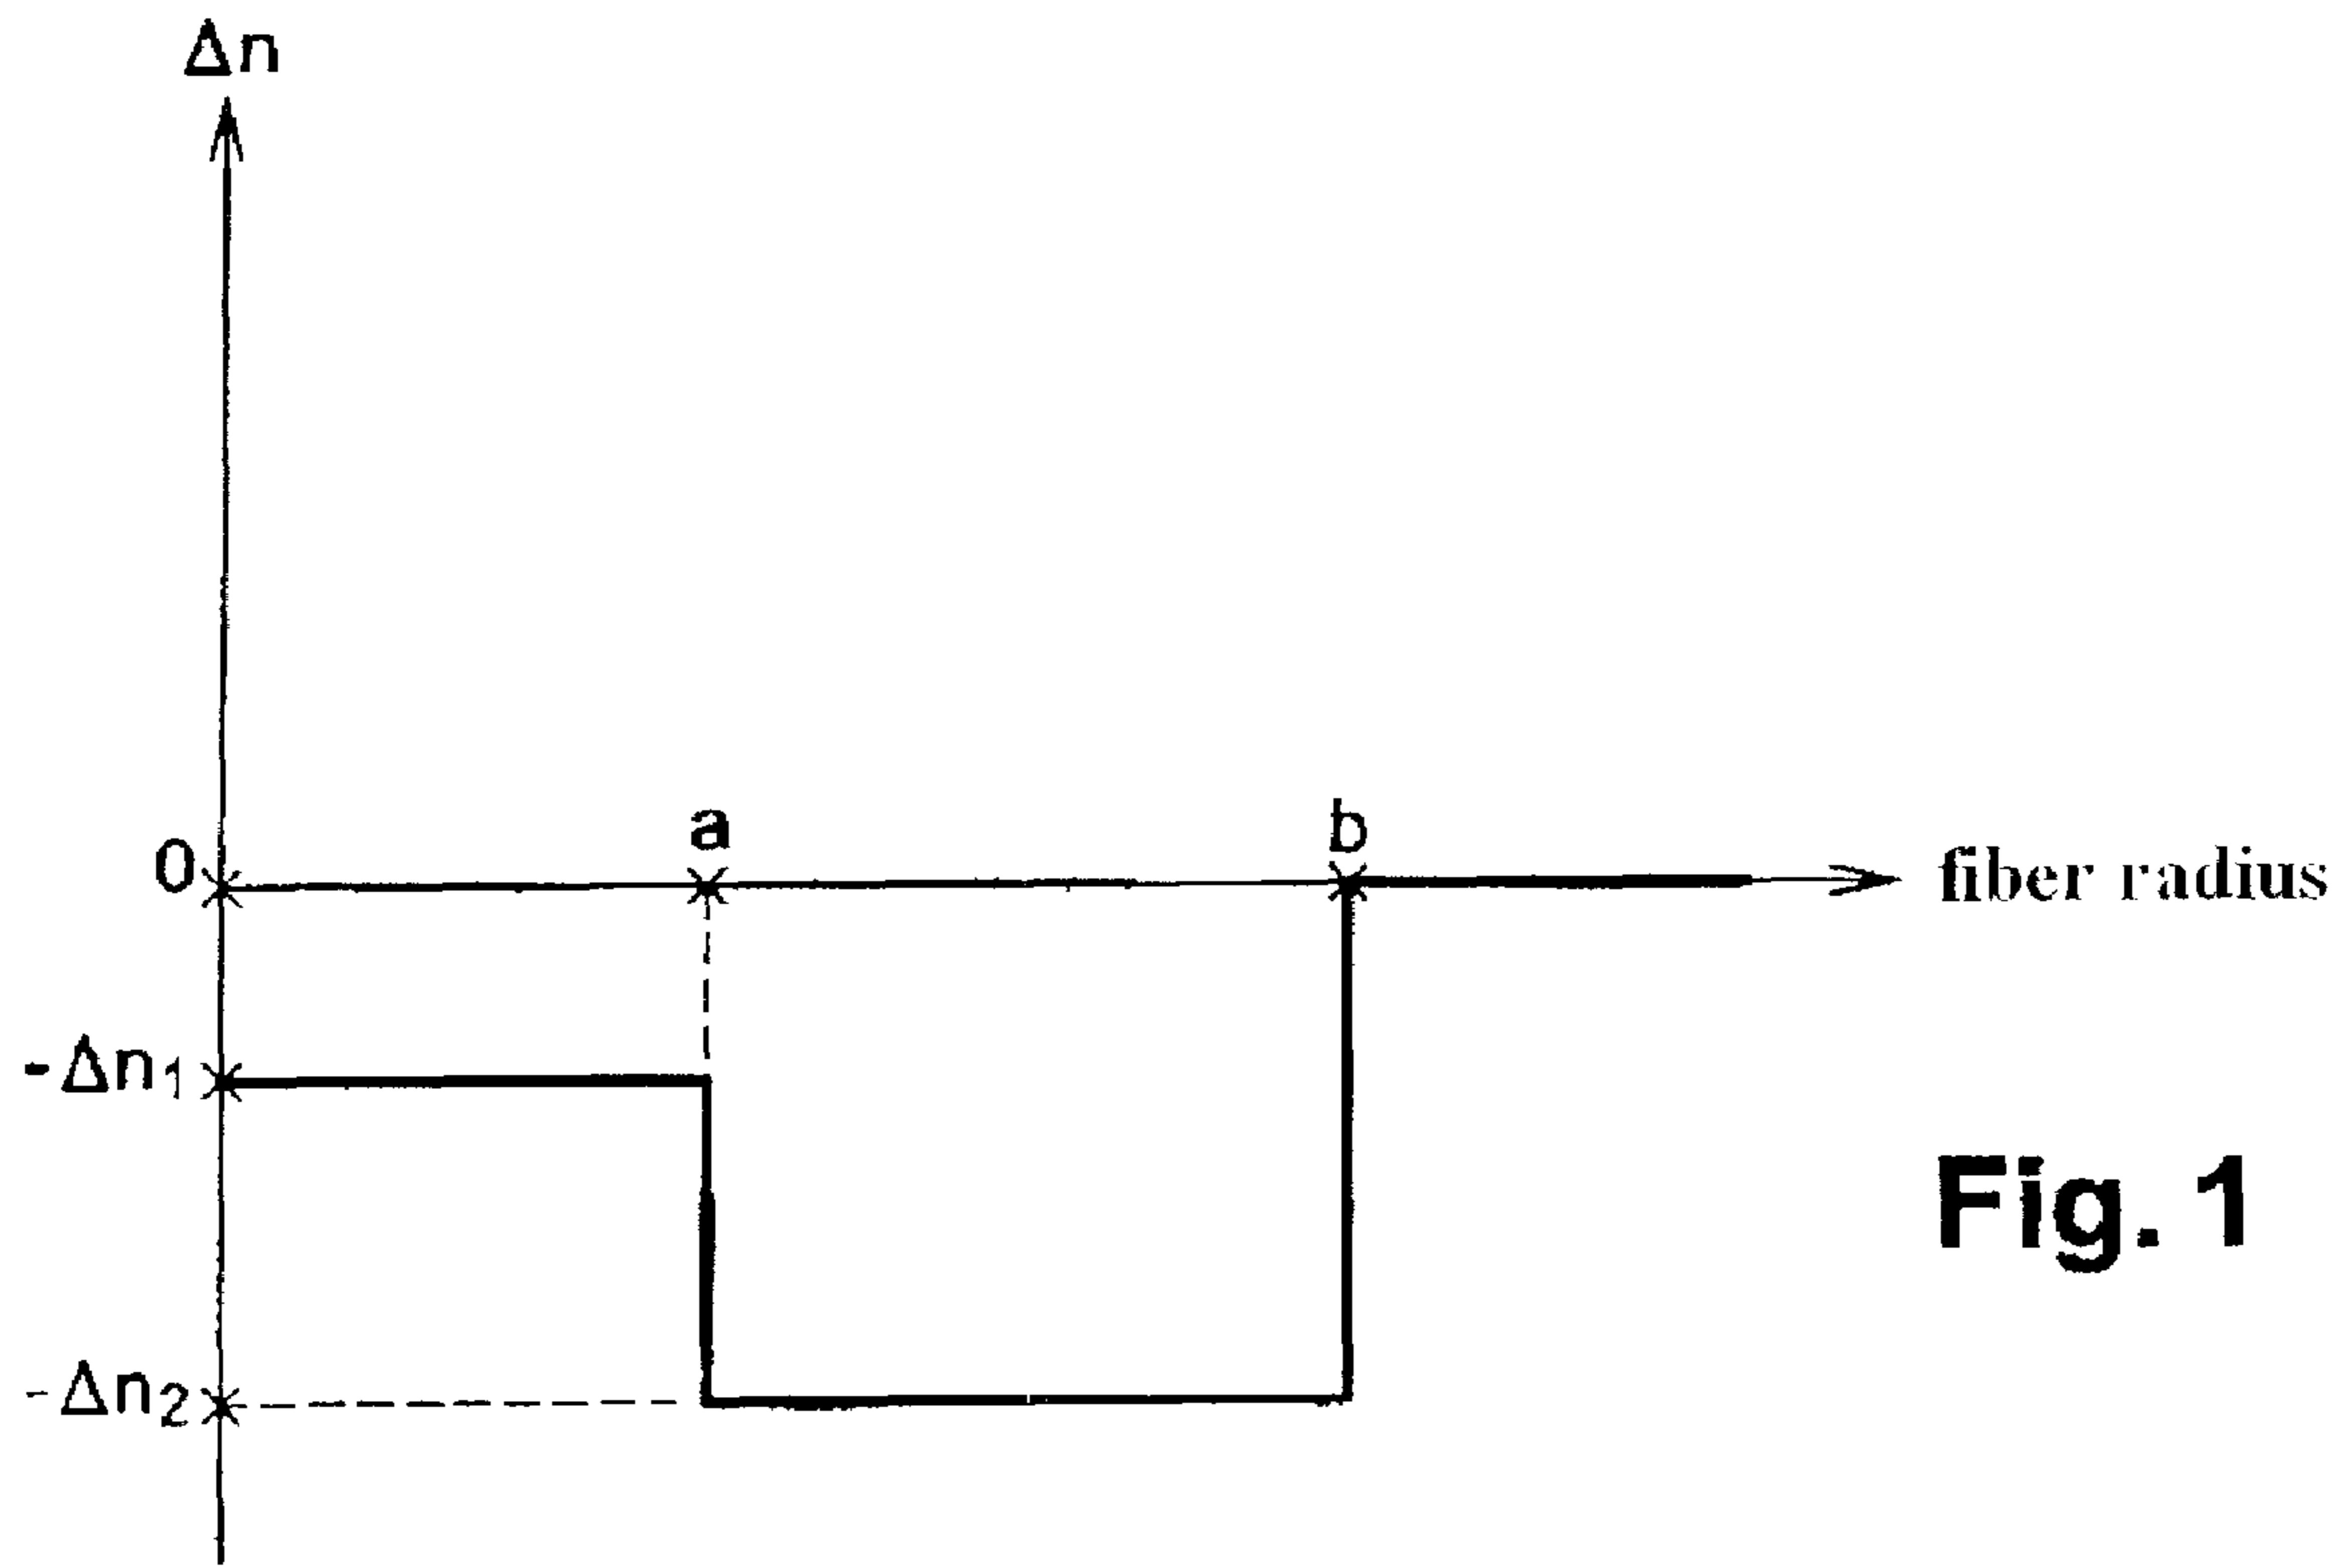 Δn
a
b
0
fiber radius
-Δn1
Fig. 1
-Δn2